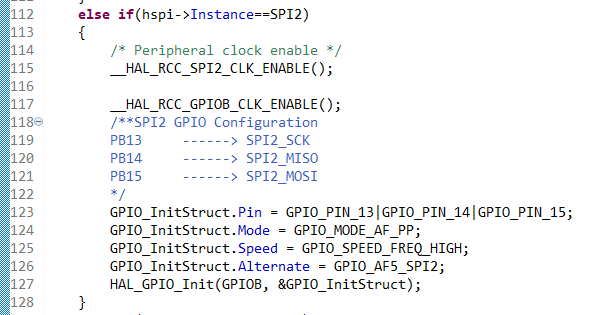 112 else if(hspi->Instance==SPI2)
113 {
114 /* Peripheral clock enable */
115 __HAL_RCC_SPI2_CLK_ENABLE();
116
117 __HAL_RCC_GPIOB_CLK_ENABLE();
118 /**SPI2 GPIO Configuration
119 PB13 ------> SPI2_SCK
120 PB14 ------> SPI2_MISO
121 PB15 ------> SPI2_MOSI
122 */
123 GPIO_InitStruct.Pin = GPIO_PIN_13|GPIO_PIN_14|GPIO_PIN_15;
124 GPIO_InitStruct.Mode = GPIO_MODE_AF_PP;
125 GPIO_InitStruct.Speed = GPIO_SPEED_FREQ_HIGH;
126 GPIO_InitStruct.Alternate = GPIO_AF5_SPI2;
127 HAL_GPIO_Init(GPIOB, &GPIO_InitStruct);
128 }